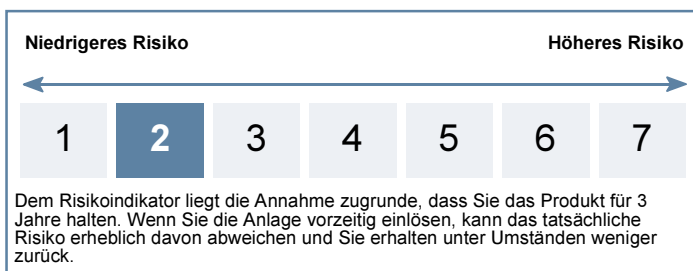 Niedrigeres Risiko Höheres Risiko
1 2 3 4 5 6 7
Dem Risikoindikator liegt die Annahme zugrunde, dass Sie das Produkt für 3
Jahre halten. Wenn Sie die Anlage vorzeitig einlösen, kann das tatsächliche
Risiko erheblich davon abweichen und Sie erhalten unter Umständen weniger
zurück.